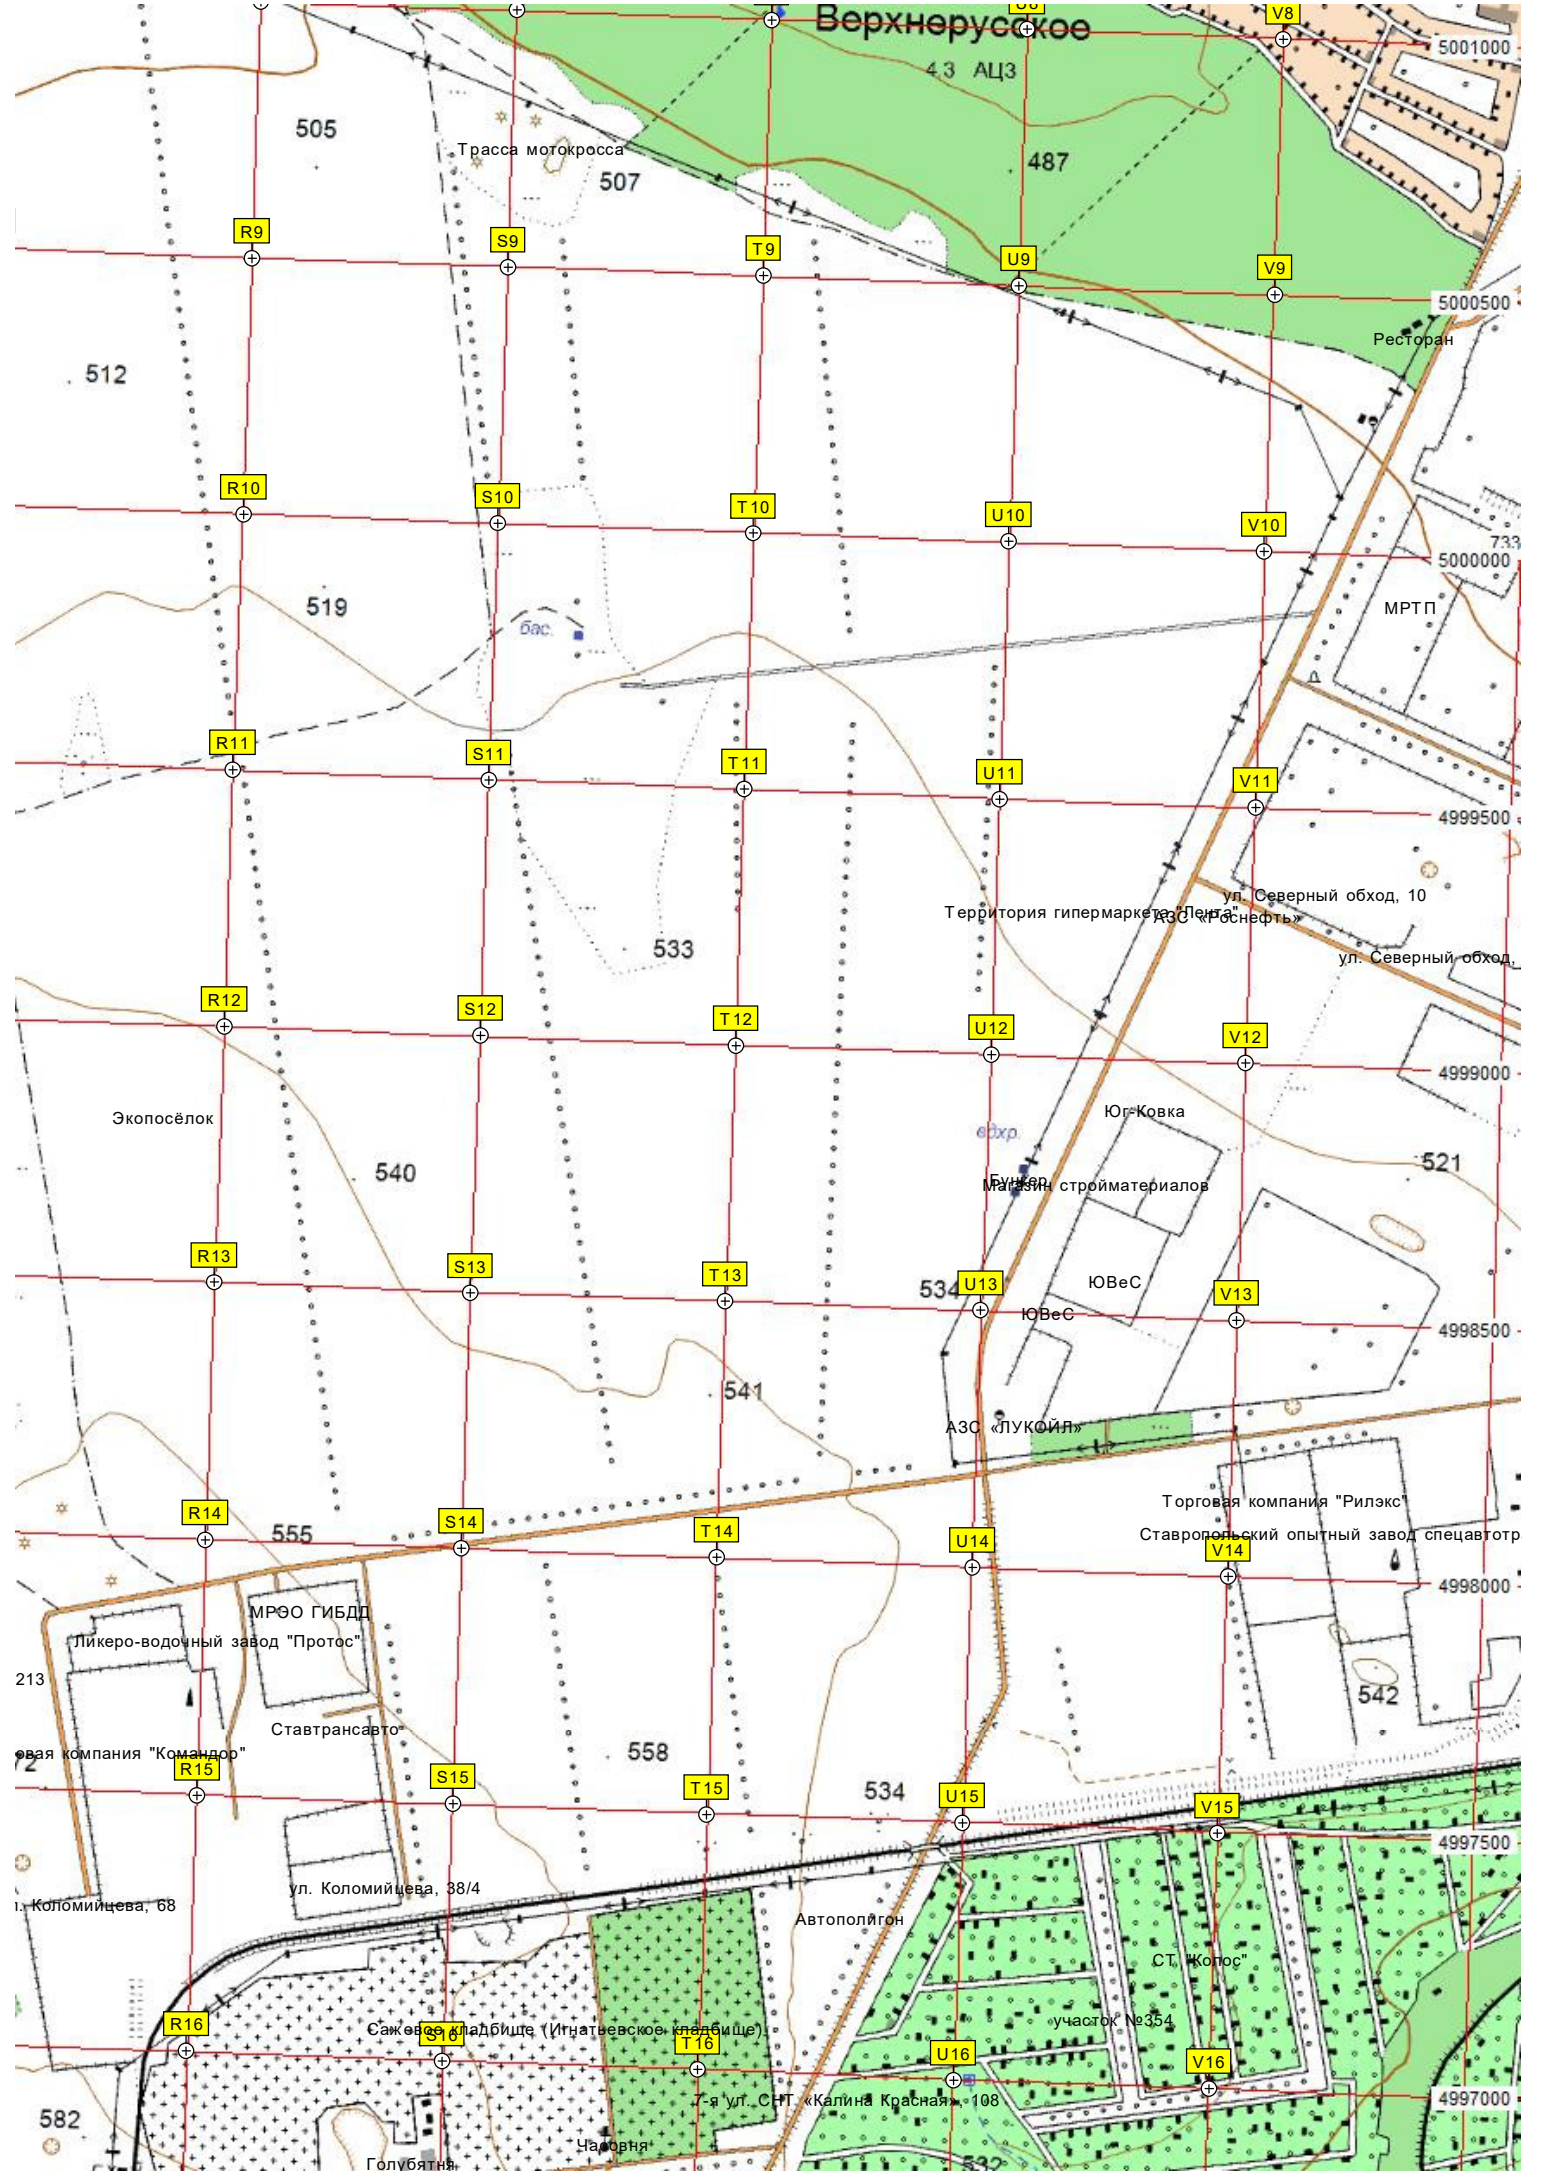 V8
Верхнерусское
5001000
4.3 АЦЗ
505
Трасса мотокросса
507
487
R9
S9
T9
U9
V9
5000500
Ресторан
512
R10
S10
T10
U10
V10
733
5000000
519
бас.
МРТП
R11
S11
T11
U11
V11
4999500
ул. Северный обход, 10
Территория гипермаркета "Лента"
АЗС «Роснефть»
533
ул. Северный обход,
R12
S12
T12
U12
V12
4999000
Экопосёлок
Юг-Ковка
вдхр.
540
521
Бункер
Магазин стройматериалов
R13
S13
T13
534
U13
ЮВеС
V13
ЮВеС
4998500
541
АЗС «ЛУКОЙЛ»
Торговая компания "Рилэкс"
R14
555
S14
T14
U14
Ставропольский опытный завод спецавтотр
V14
4998000
МРЭО ГИБДД
Ликеро-водочный завод "Протос"
213
542
Ставтрансавто
558
овая компания "Командор"
72
R15
S15
T15
534
U15
V15
4997500
ул. Коломийцева, 38/4
. Коломийцева, 68
Автополигон
СТ "Колос"
R16
Сажевое кладбище (Игнатьевское кладбище)
S16
T16
участок №354
U16
V16
4997000
7-я ул. СНТ «Калина Красная», 108
582
Часовня
Голубятня
532